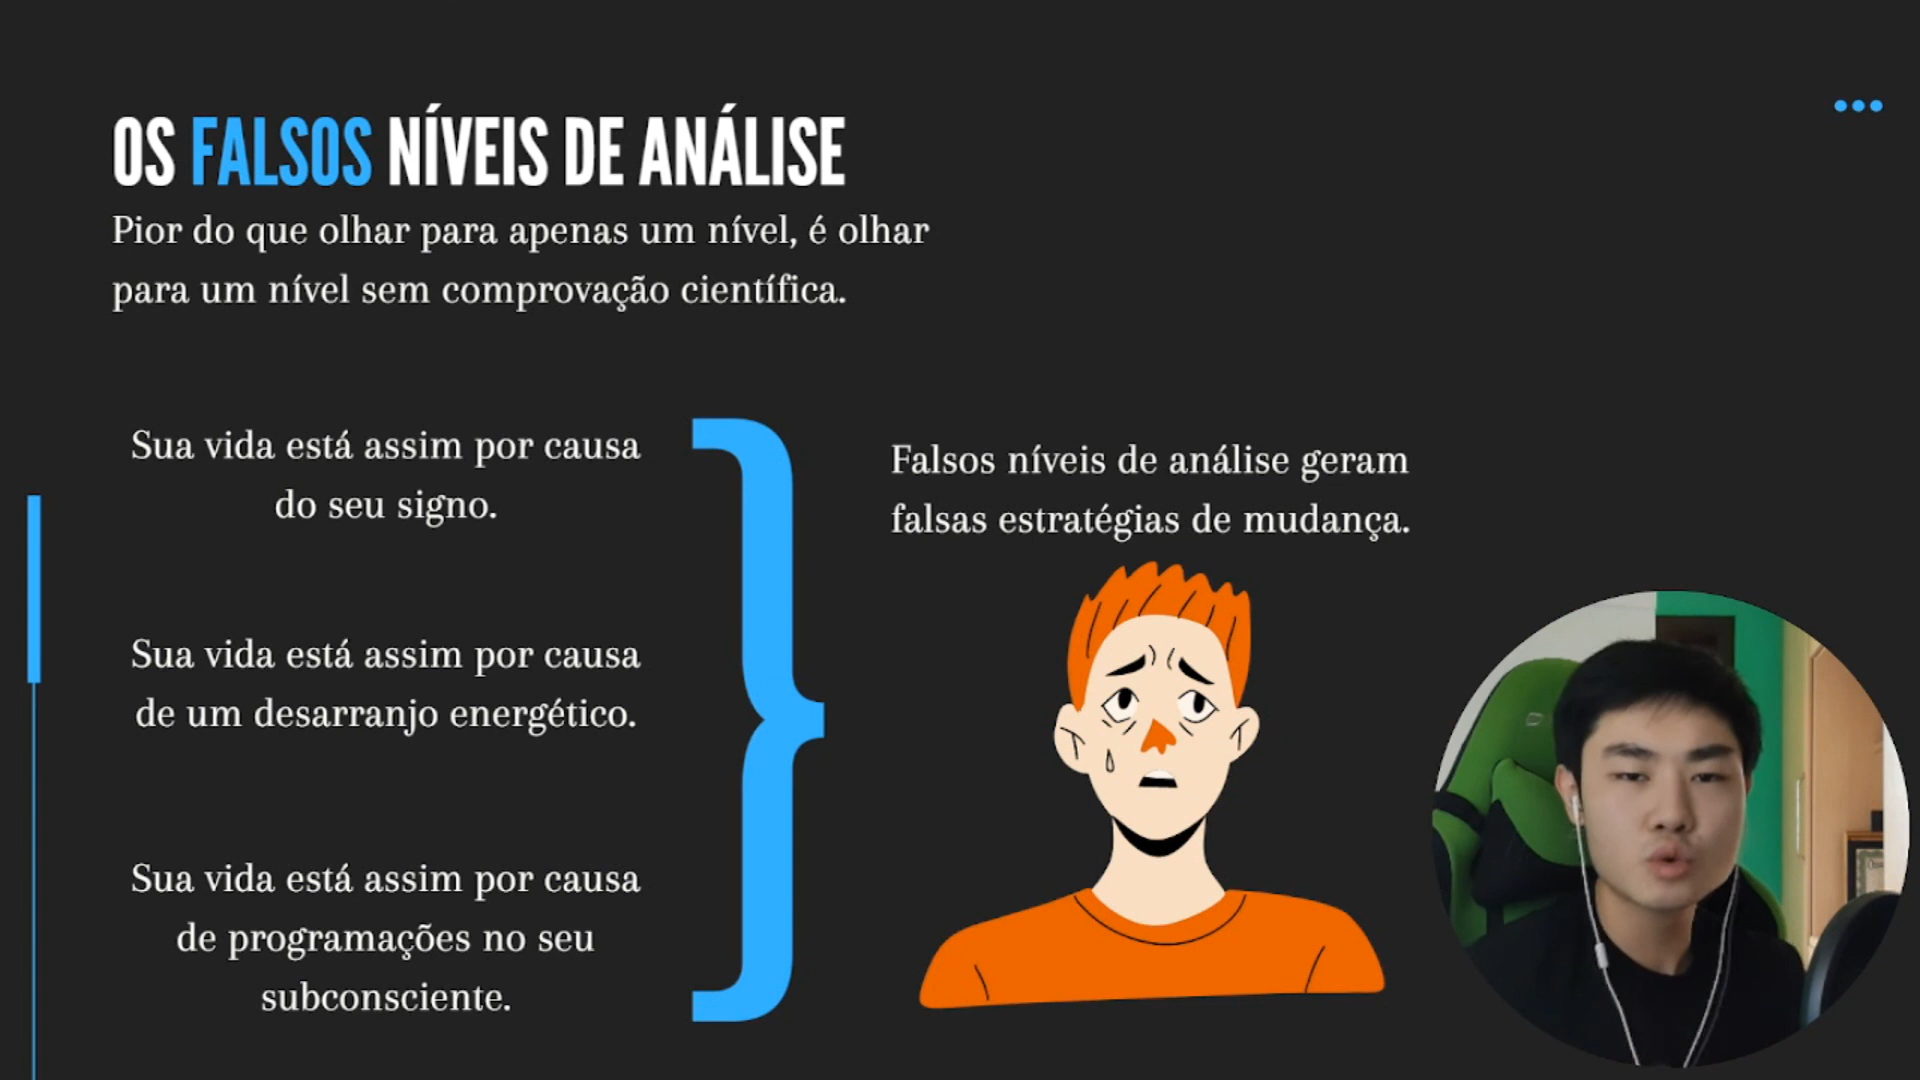 OS FALSOS NÍVEIS DE ANÁLISE
Pior do que olhar para apenas um nível, é olhar
para um nível sem comprovação científica.
Sua vida está assim por causa
do seu signo.
Sua vida está assim por causa
de um desarranjo energético.
Sua vida está assim por causa
de programações no seu
subconsciente.
Falsos níveis de análise geram
falsas estratégias de mudança.